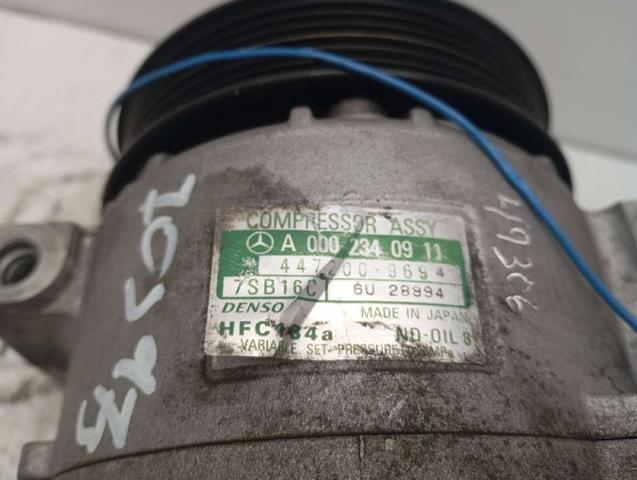 COMPRESSOR ASSY
A 000 234 09 11
447200-9694
7SB16C 6U 28994
DENSO MADE IN JAPAN
HFC134a ND-OIL 8
VARIABLE SET-PRESSURE